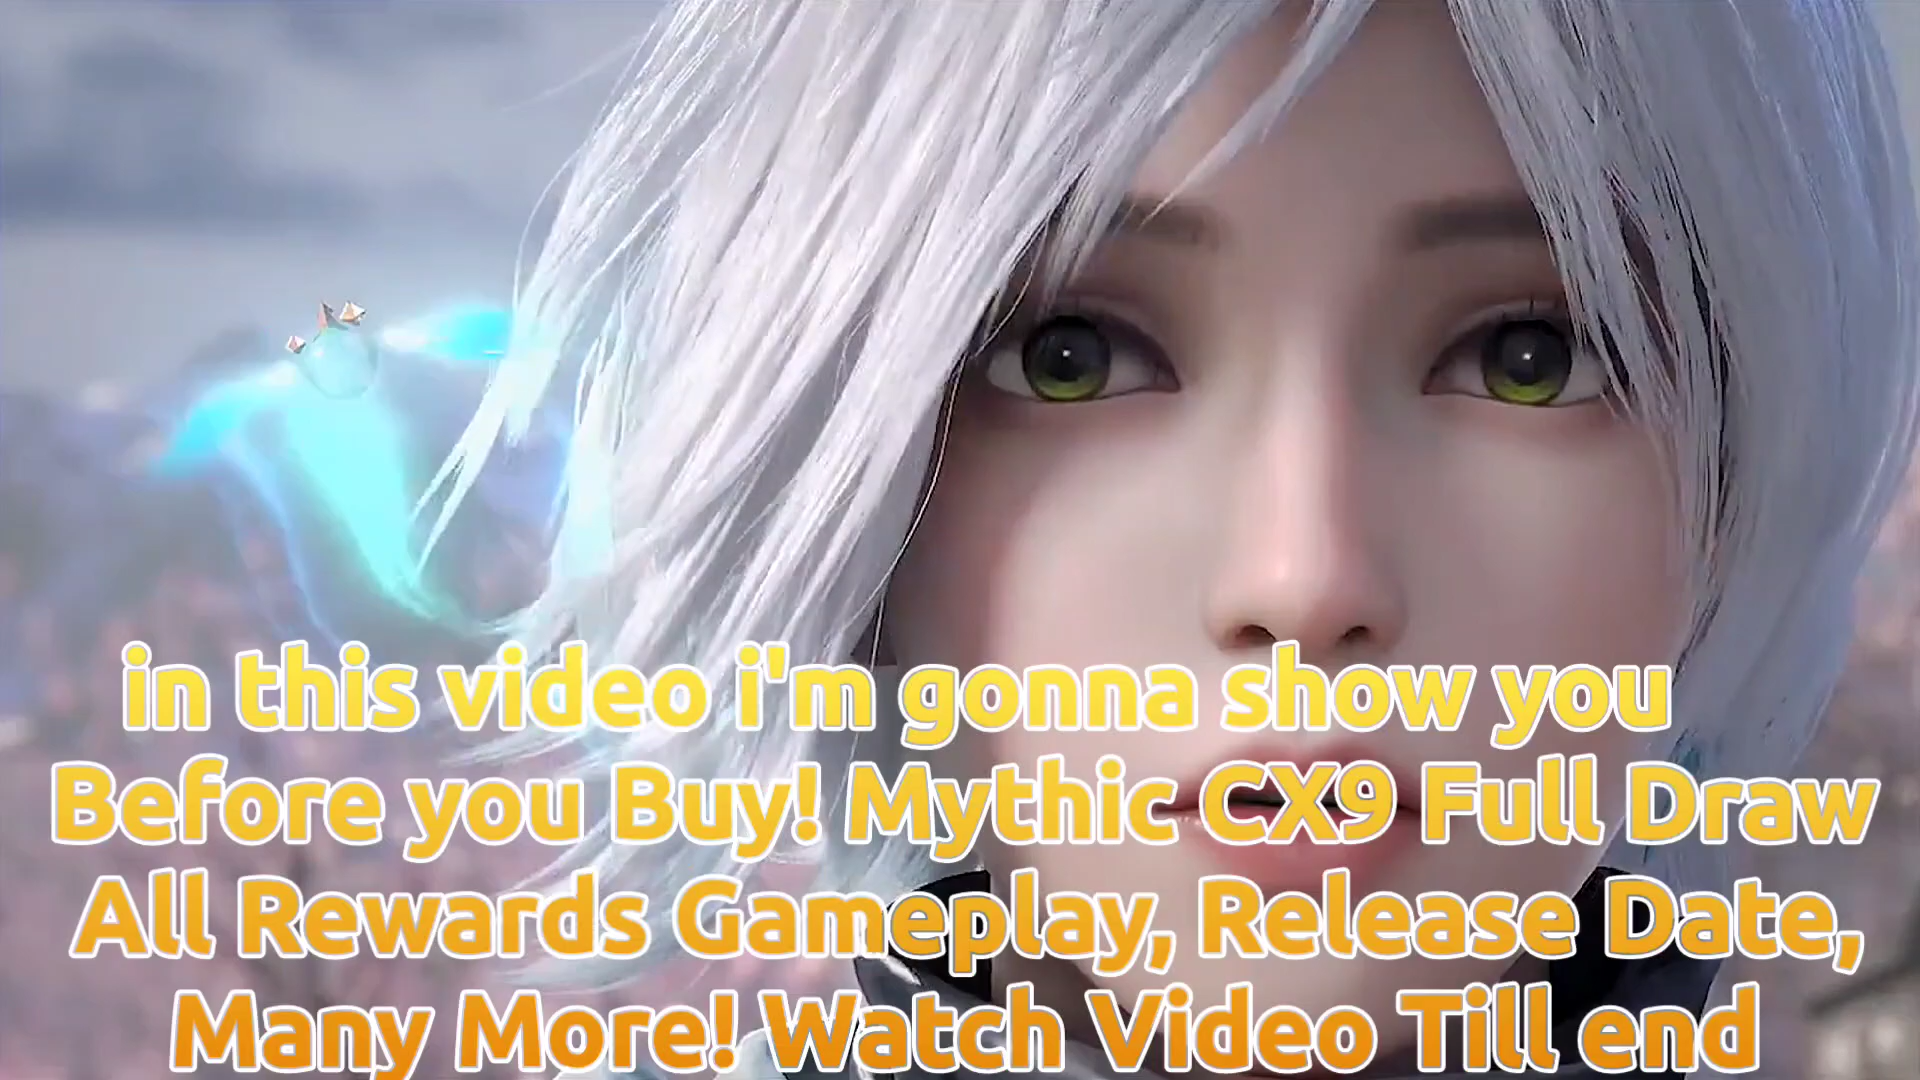 in this video i'm gonna show you
Before you Buy! Mythic CX9 Full Draw
All Rewards Gameplay, Release Date,
Many More! Watch Video Till end